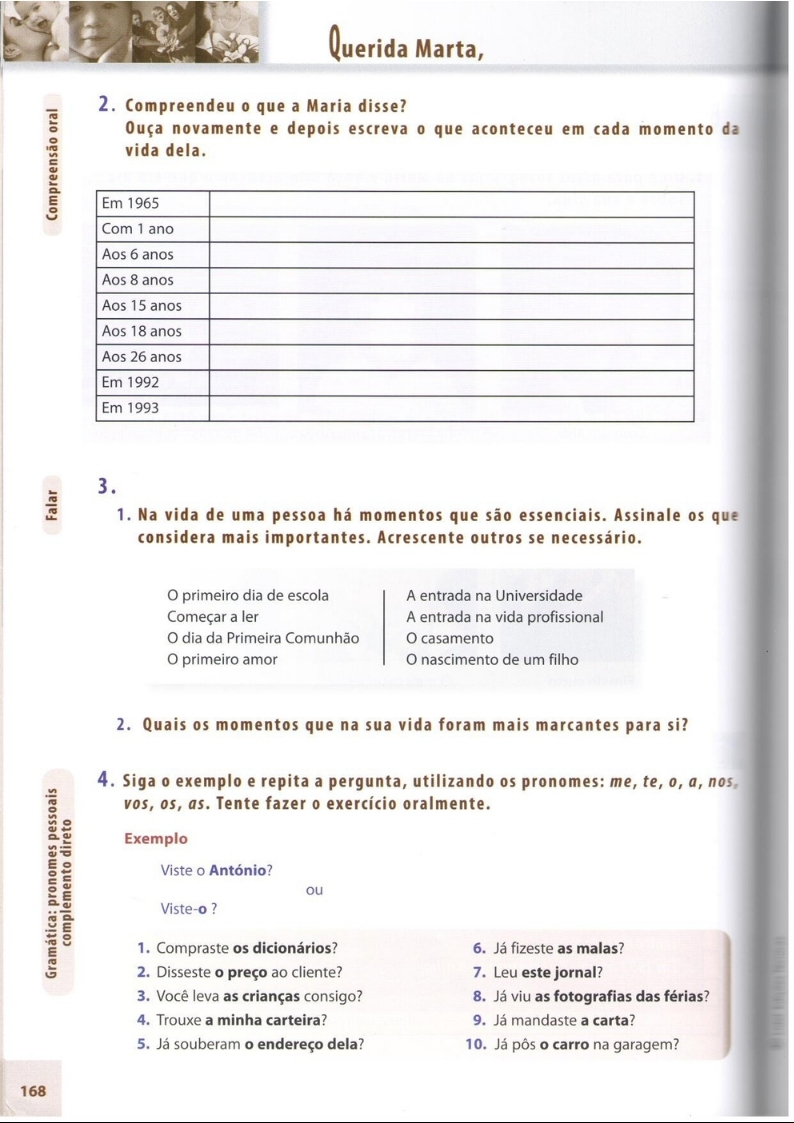 Querida Marta,
Compreensão oral
2. Compreendeu o que a Maria disse?
Ouça novamente e depois escreva o que aconteceu em cada momento da
vida dela.
Em 1965
Com 1 ano
Aos 6 anos
Aos 8 anos
Aos 15 anos
Aos 18 anos
Aos 26 anos
Em 1992
Em 1993
Falar
3.
1. Na vida de uma pessoa há momentos que são essenciais. Assinale os que
considera mais importantes. Acrescente outros se necessário.
O primeiro dia de escola
Começar a ler
O dia da Primeira Comunhão
O primeiro amor
A entrada na Universidade
A entrada na vida profissional
O casamento
O nascimento de um filho
2. Quais os momentos que na sua vida foram mais marcantes para si?
Gramática: pronomes pessoais
complemento direto
4. Siga o exemplo e repita a pergunta, utilizando os pronomes: me, te, o, a, nos,
vos, os, as. Tente fazer o exercício oralmente.
Exemplo
Viste o António?
ou
Viste-o ?
1. Compraste os dicionários?
2. Disseste o preço ao cliente?
3. Você leva as crianças consigo?
4. Trouxe a minha carteira?
5. Já souberam o endereço dela?
6. Já fizeste as malas?
7. Leu este jornal?
8. Já viu as fotografias das férias?
9. Já mandaste a carta?
10. Já pôs o carro na garagem?
168